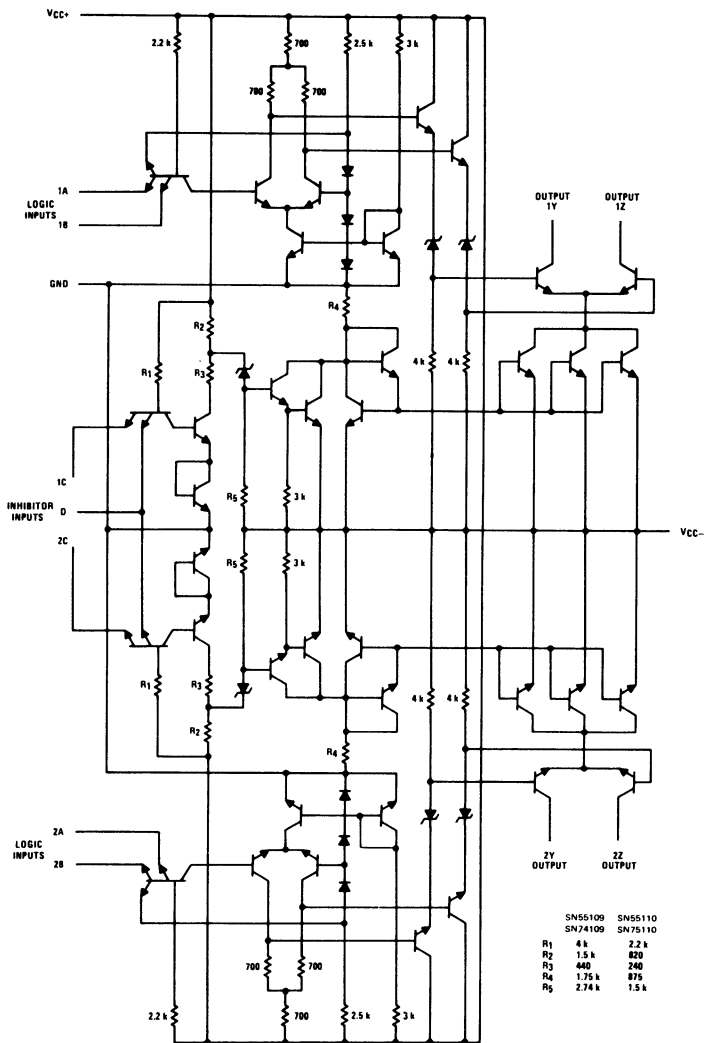 VCC+
2.2 k
700
2.5 k
3 k
700
700
1A
LOGIC
INPUTS
1B
OUTPUT
1Y
OUTPUT
1Z
GND
R4
R2
R1
R3
4 k
4 k
1C
INHIBITOR
INPUTS
D
2C
R5
3 k
VCC−
R5
3 k
R1
R3
R2
4 k
4 k
R4
LOGIC
INPUTS
2A
2B
2Y
OUTPUT
2Z
OUTPUT
700
700
2.2 k
700
2.5 k
3 k
SN55109 SN55110
SN74109 SN75110
R1 4 k 2.2 k
R2 1.5 k 820
R3 440 240
R4 1.75 k 875
R5 2.74 k 1.5 k